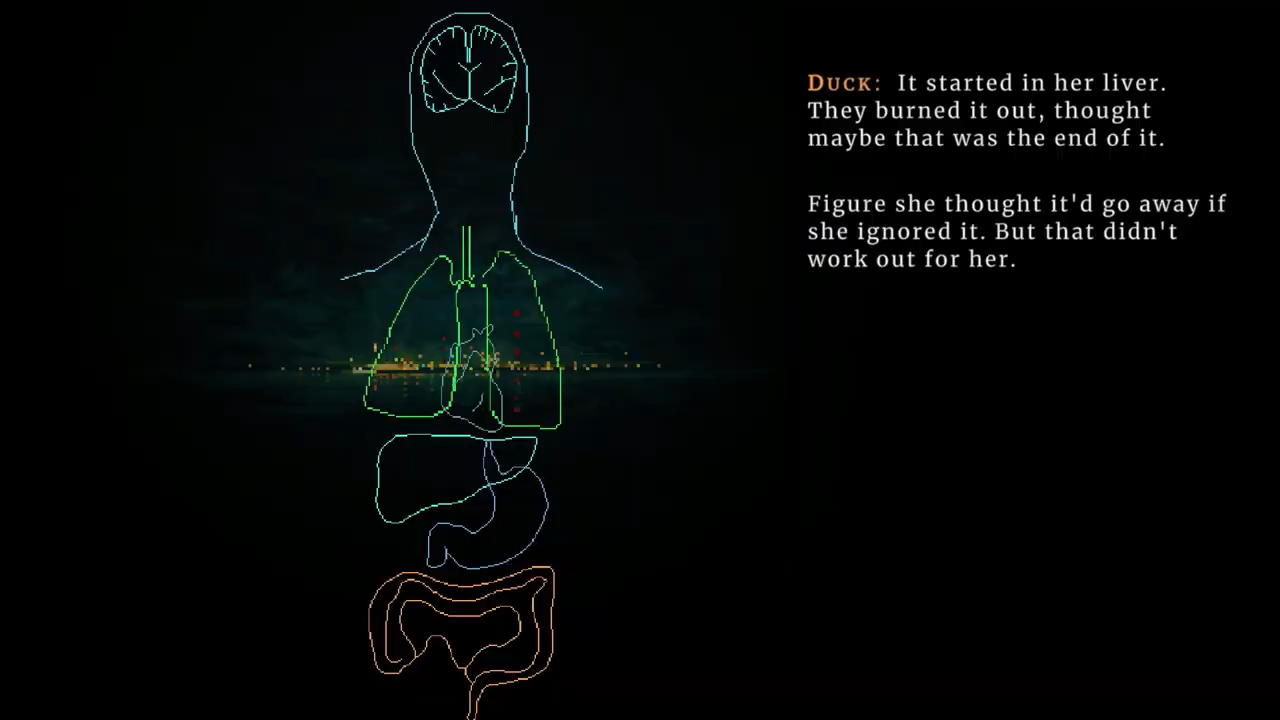 DUCK: It started in her liver.
They burned it out, thought
maybe that was the end of it.
Figure she thought it'd go away if
she ignored it. But that didn't
work out for her.